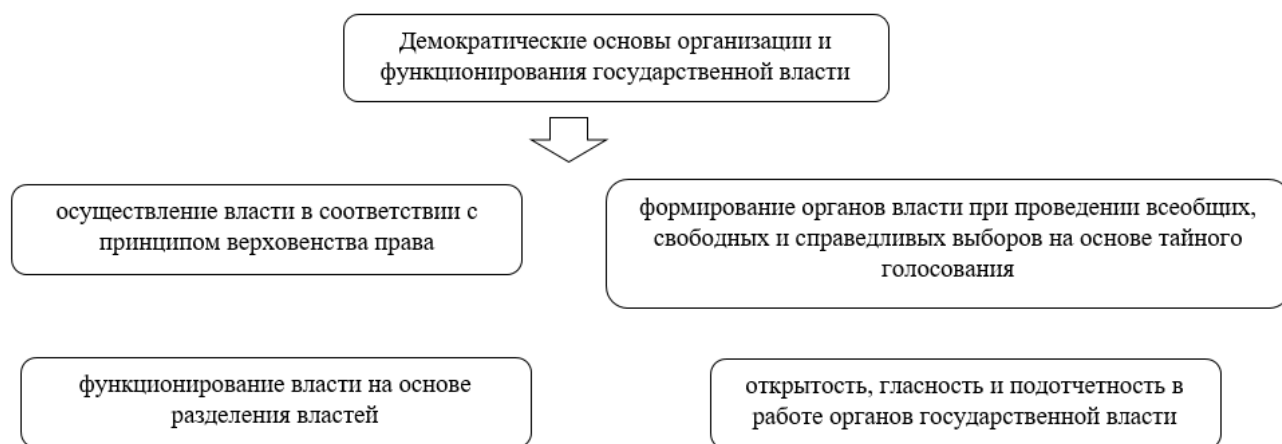 Демократические основы организации и
функционирования государственной власти
осуществление власти в соответствии с
принципом верховенства права
формирование органов власти при проведении всеобщих,
свободных и справедливых выборов на основе тайного
голосования
функционирование власти на основе
разделения властей
открытость, гласность и подотчетность в
работе органов государственной власти